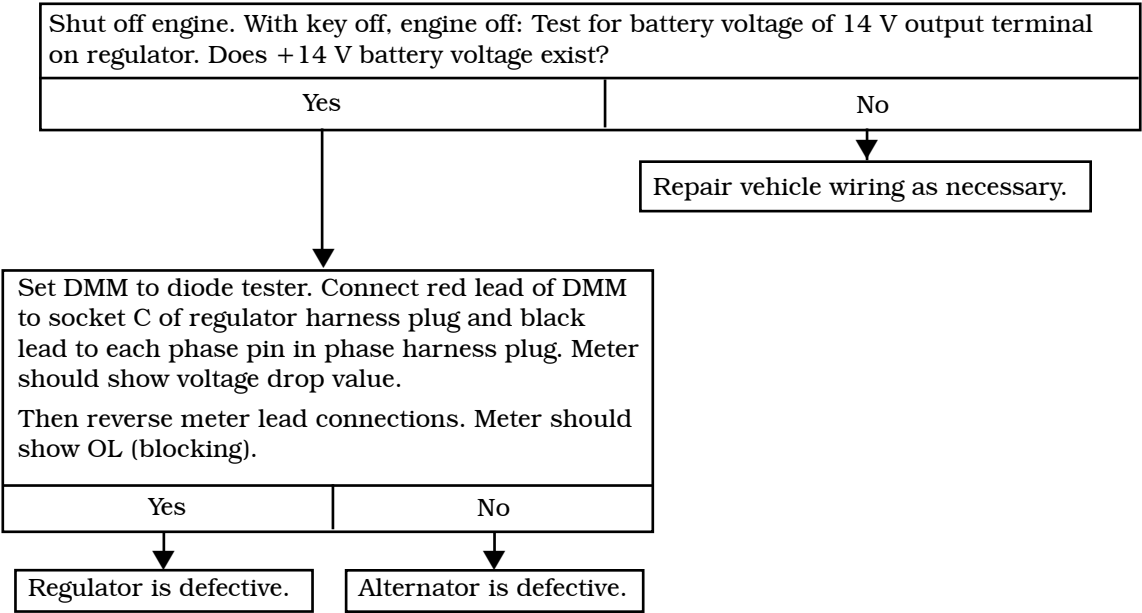 Shut off engine. With key off, engine off: Test for battery voltage of 14 V output terminal
on regulator. Does +14 V battery voltage exist?
Yes
No
Repair vehicle wiring as necessary.
Set DMM to diode tester. Connect red lead of DMM
to socket C of regulator harness plug and black
lead to each phase pin in phase harness plug. Meter
should show voltage drop value.
Then reverse meter lead connections. Meter should
show OL (blocking).
Yes
No
Regulator is defective.
Alternator is defective.